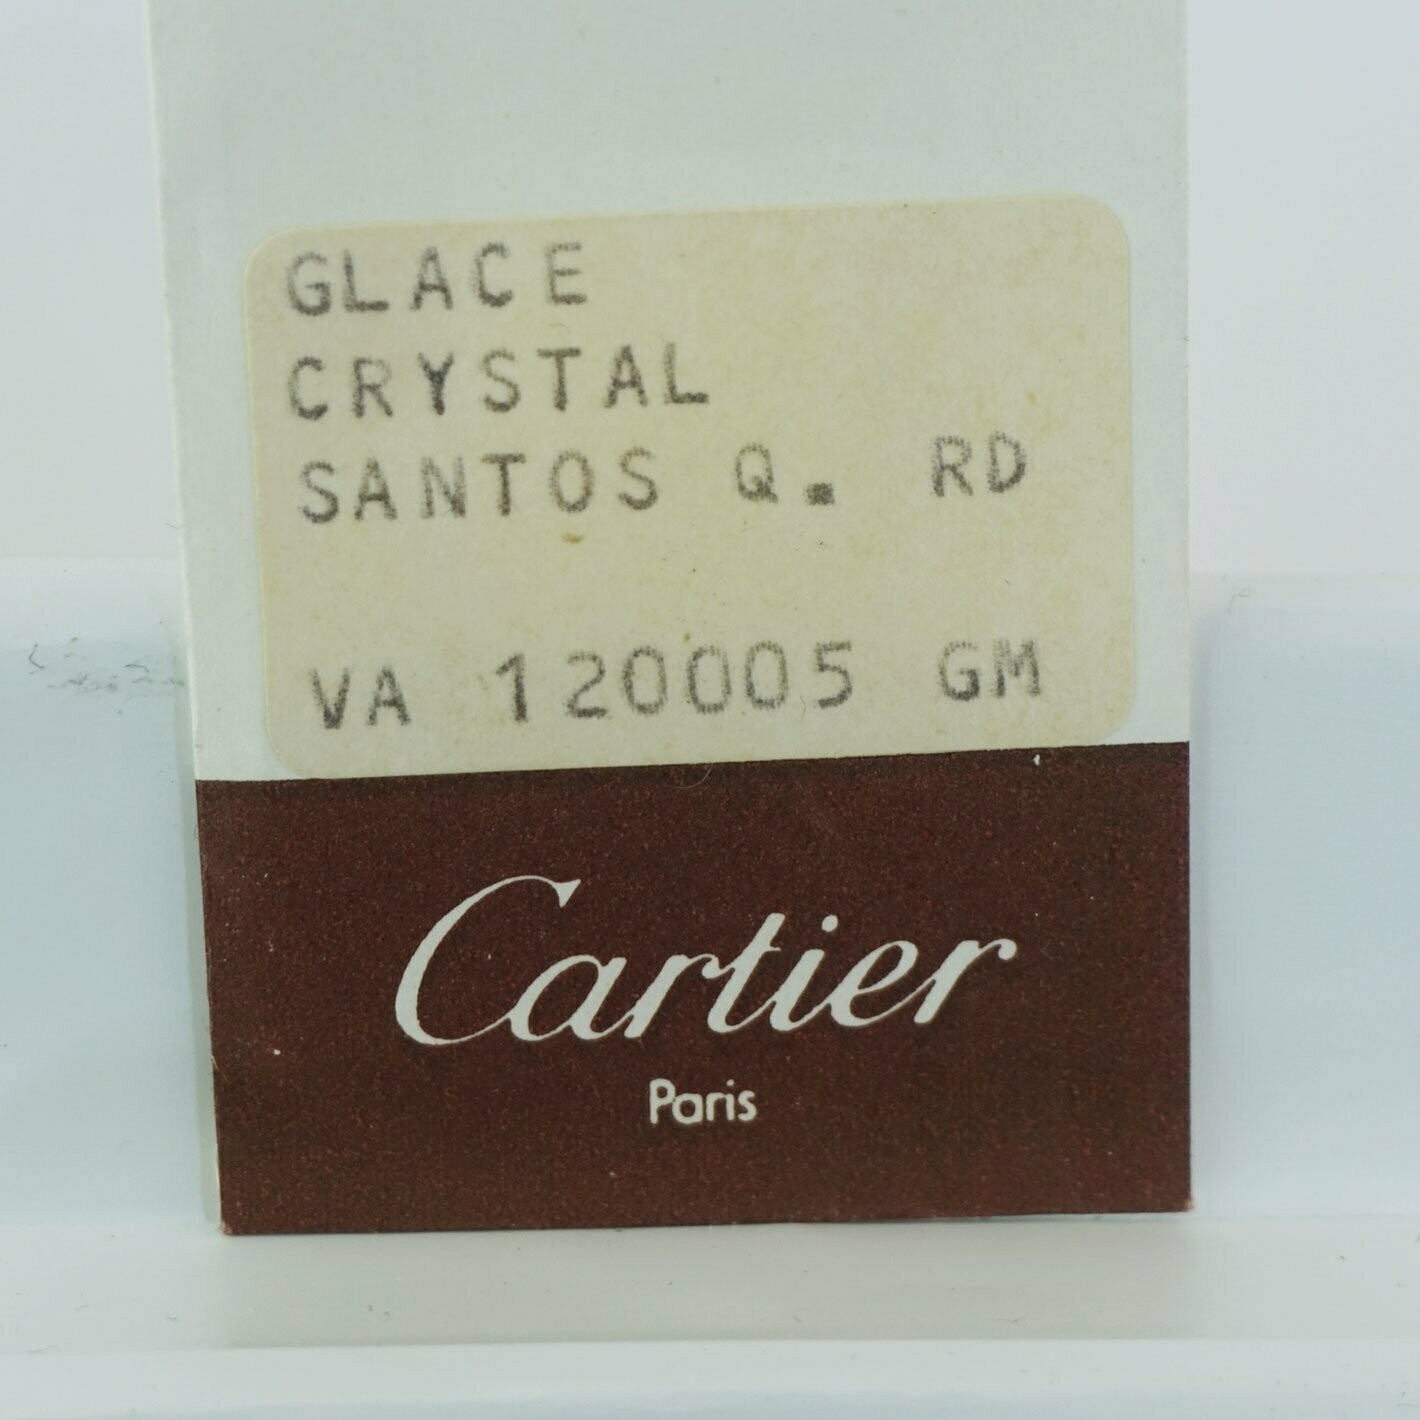 GLACE
CRYSTAL
SANTOS Q. RD
VA 120005 GM
Cartier
Paris